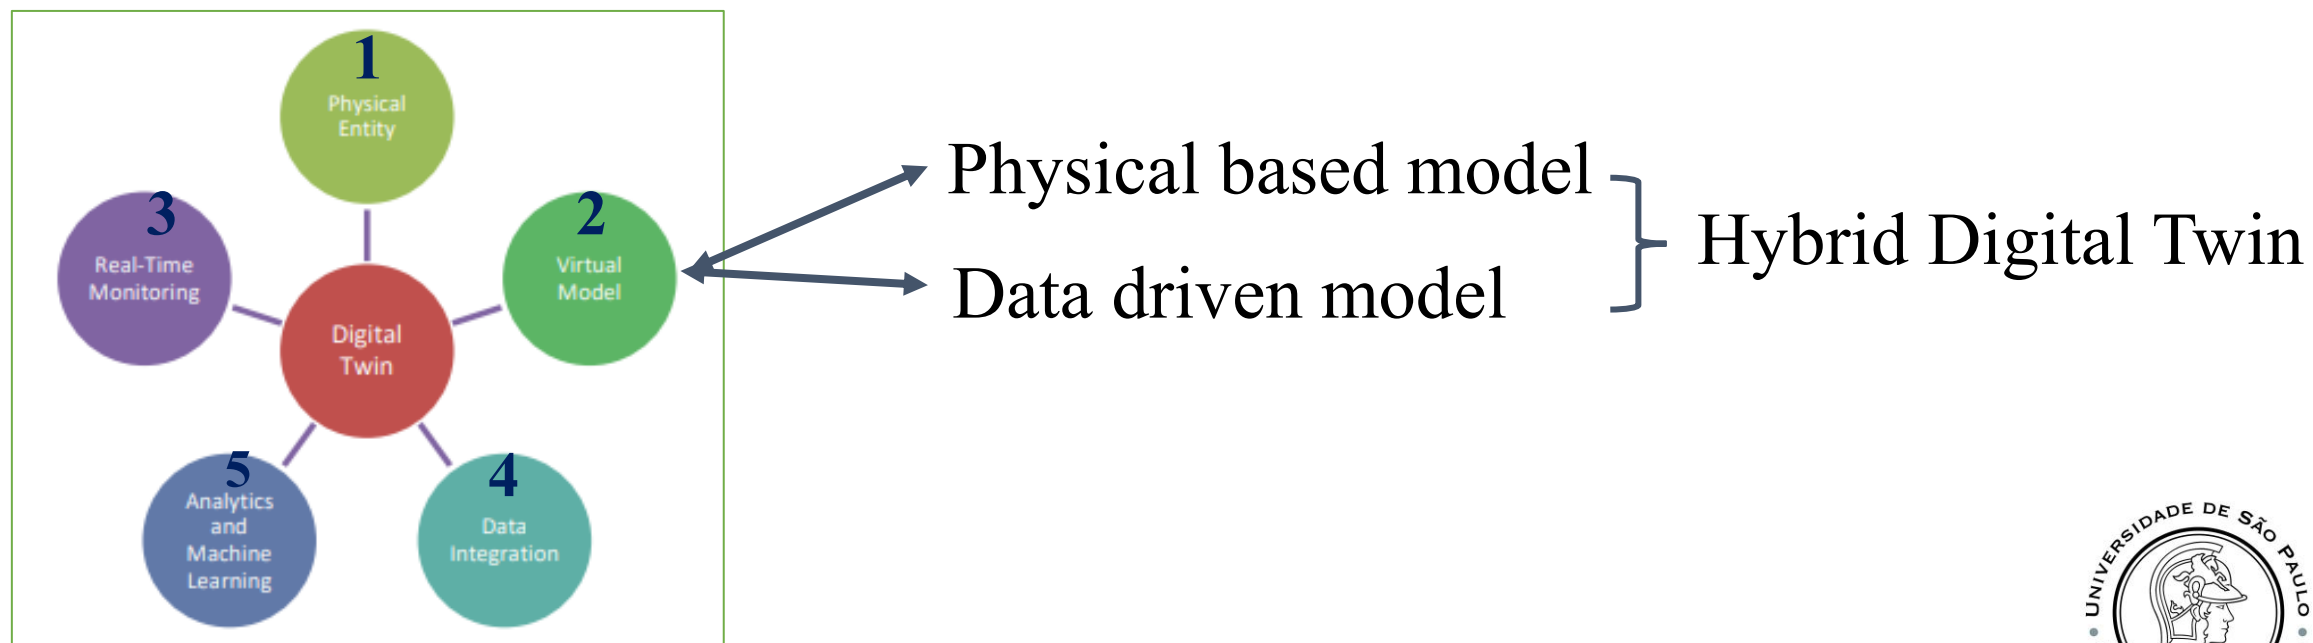 1
Physical
Entity
3
Real-Time
Monitoring
2
Virtual
Model
Digital
Twin
5
Analytics
and
Machine
Learning
4
Data
Integration
Physical based model
Data driven model
Hybrid Digital Twin
UNIVERSIDADE DE SÃO PAULO